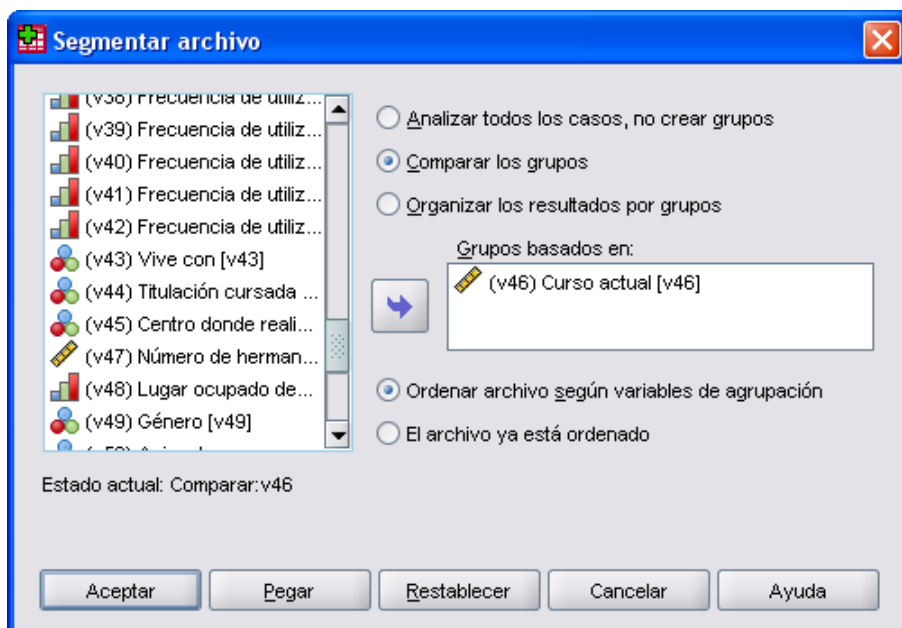 Segmentar archivo
(v38) Frecuencia de utiliz...
(v39) Frecuencia de utiliz...
(v40) Frecuencia de utiliz...
(v41) Frecuencia de utiliz...
(v42) Frecuencia de utiliz...
(v43) Vive con [v43]
(v44) Titulación cursada ...
(v45) Centro donde reali...
(v47) Número de herman...
(v48) Lugar ocupado de...
(v49) Género [v49]
Analizar todos los casos, no crear grupos
Comparar los grupos
Organizar los resultados por grupos
Grupos basados en:
(v46) Curso actual [v46]
Ordenar archivo según variables de agrupación
El archivo ya está ordenado
Estado actual: Comparar:v46
Aceptar
Pegar
Restablecer
Cancelar
Ayuda